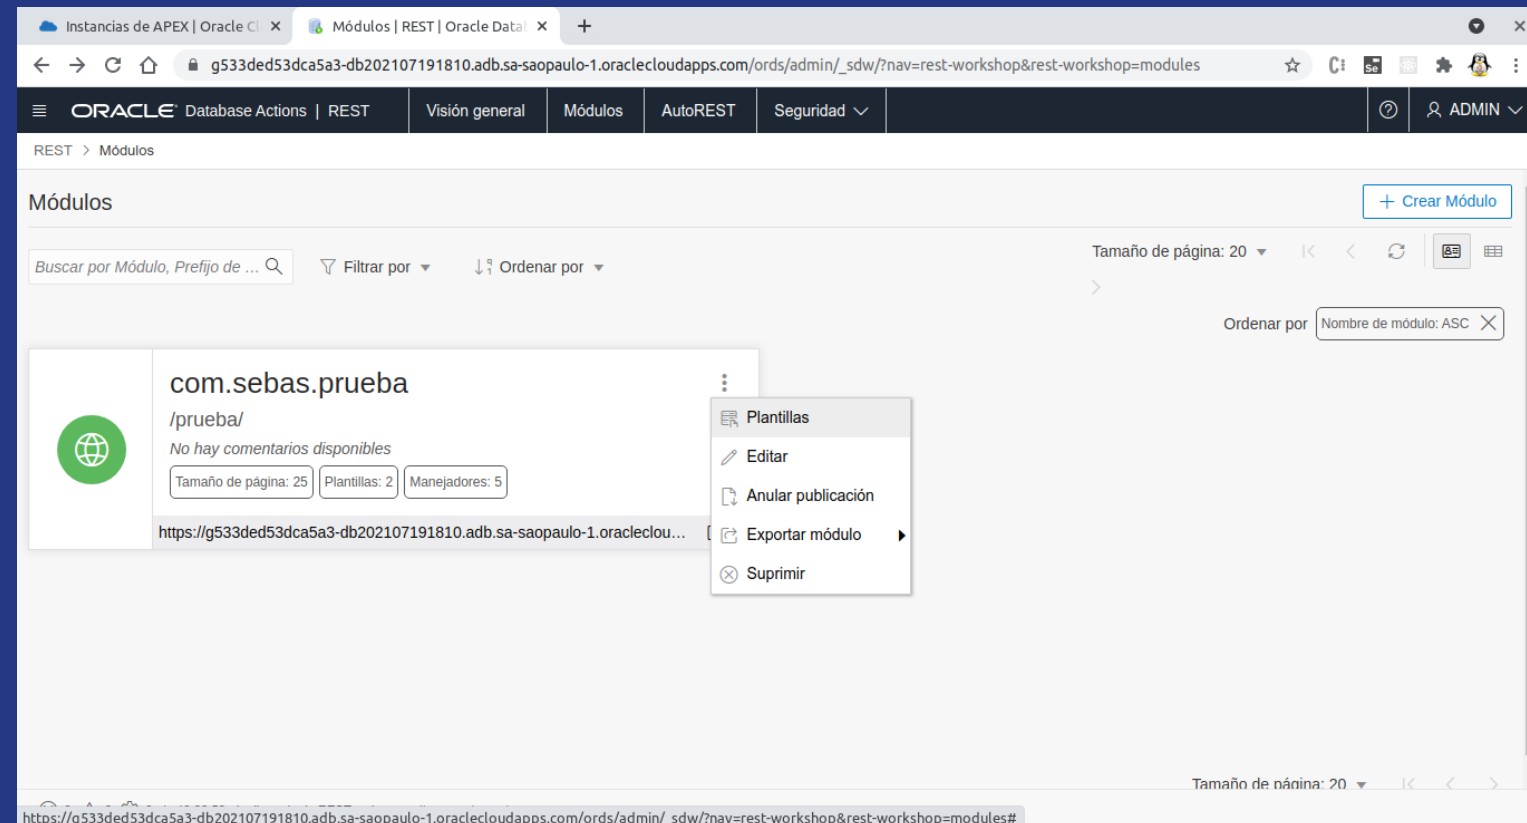 Instancias de APEX | Oracle Cl
Módulos | REST | Oracle Datab
g533ded53dca5a3-db202107191810.adb.sa-saopaulo-1.oraclecloudapps.com/ords/admin/_sdw/?nav=rest-workshop&rest-workshop=modules
ORACLE Database Actions | REST
Visión general
Módulos
AutoREST
Seguridad
ADMIN
REST > Módulos
Módulos
+ Crear Módulo
Buscar por Módulo, Prefijo de ...
Filtrar por
Ordenar por
Tamaño de página: 20
Ordenar por
Nombre de módulo: ASC
com.sebas.prueba
/prueba/
No hay comentarios disponibles
Tamaño de página: 25
Plantillas: 2
Manejadores: 5
https://g533ded53dca5a3-db202107191810.adb.sa-saopaulo-1.oracleclou...
Plantillas
Editar
Anular publicación
Exportar módulo
Suprimir
Tamaño de página: 20
https://g533ded53dca5a3-db202107191810.adb.sa-saopaulo-1.oraclecloudapps.com/ords/admin/_sdw/?nav=rest-workshop&rest-workshop=modules#